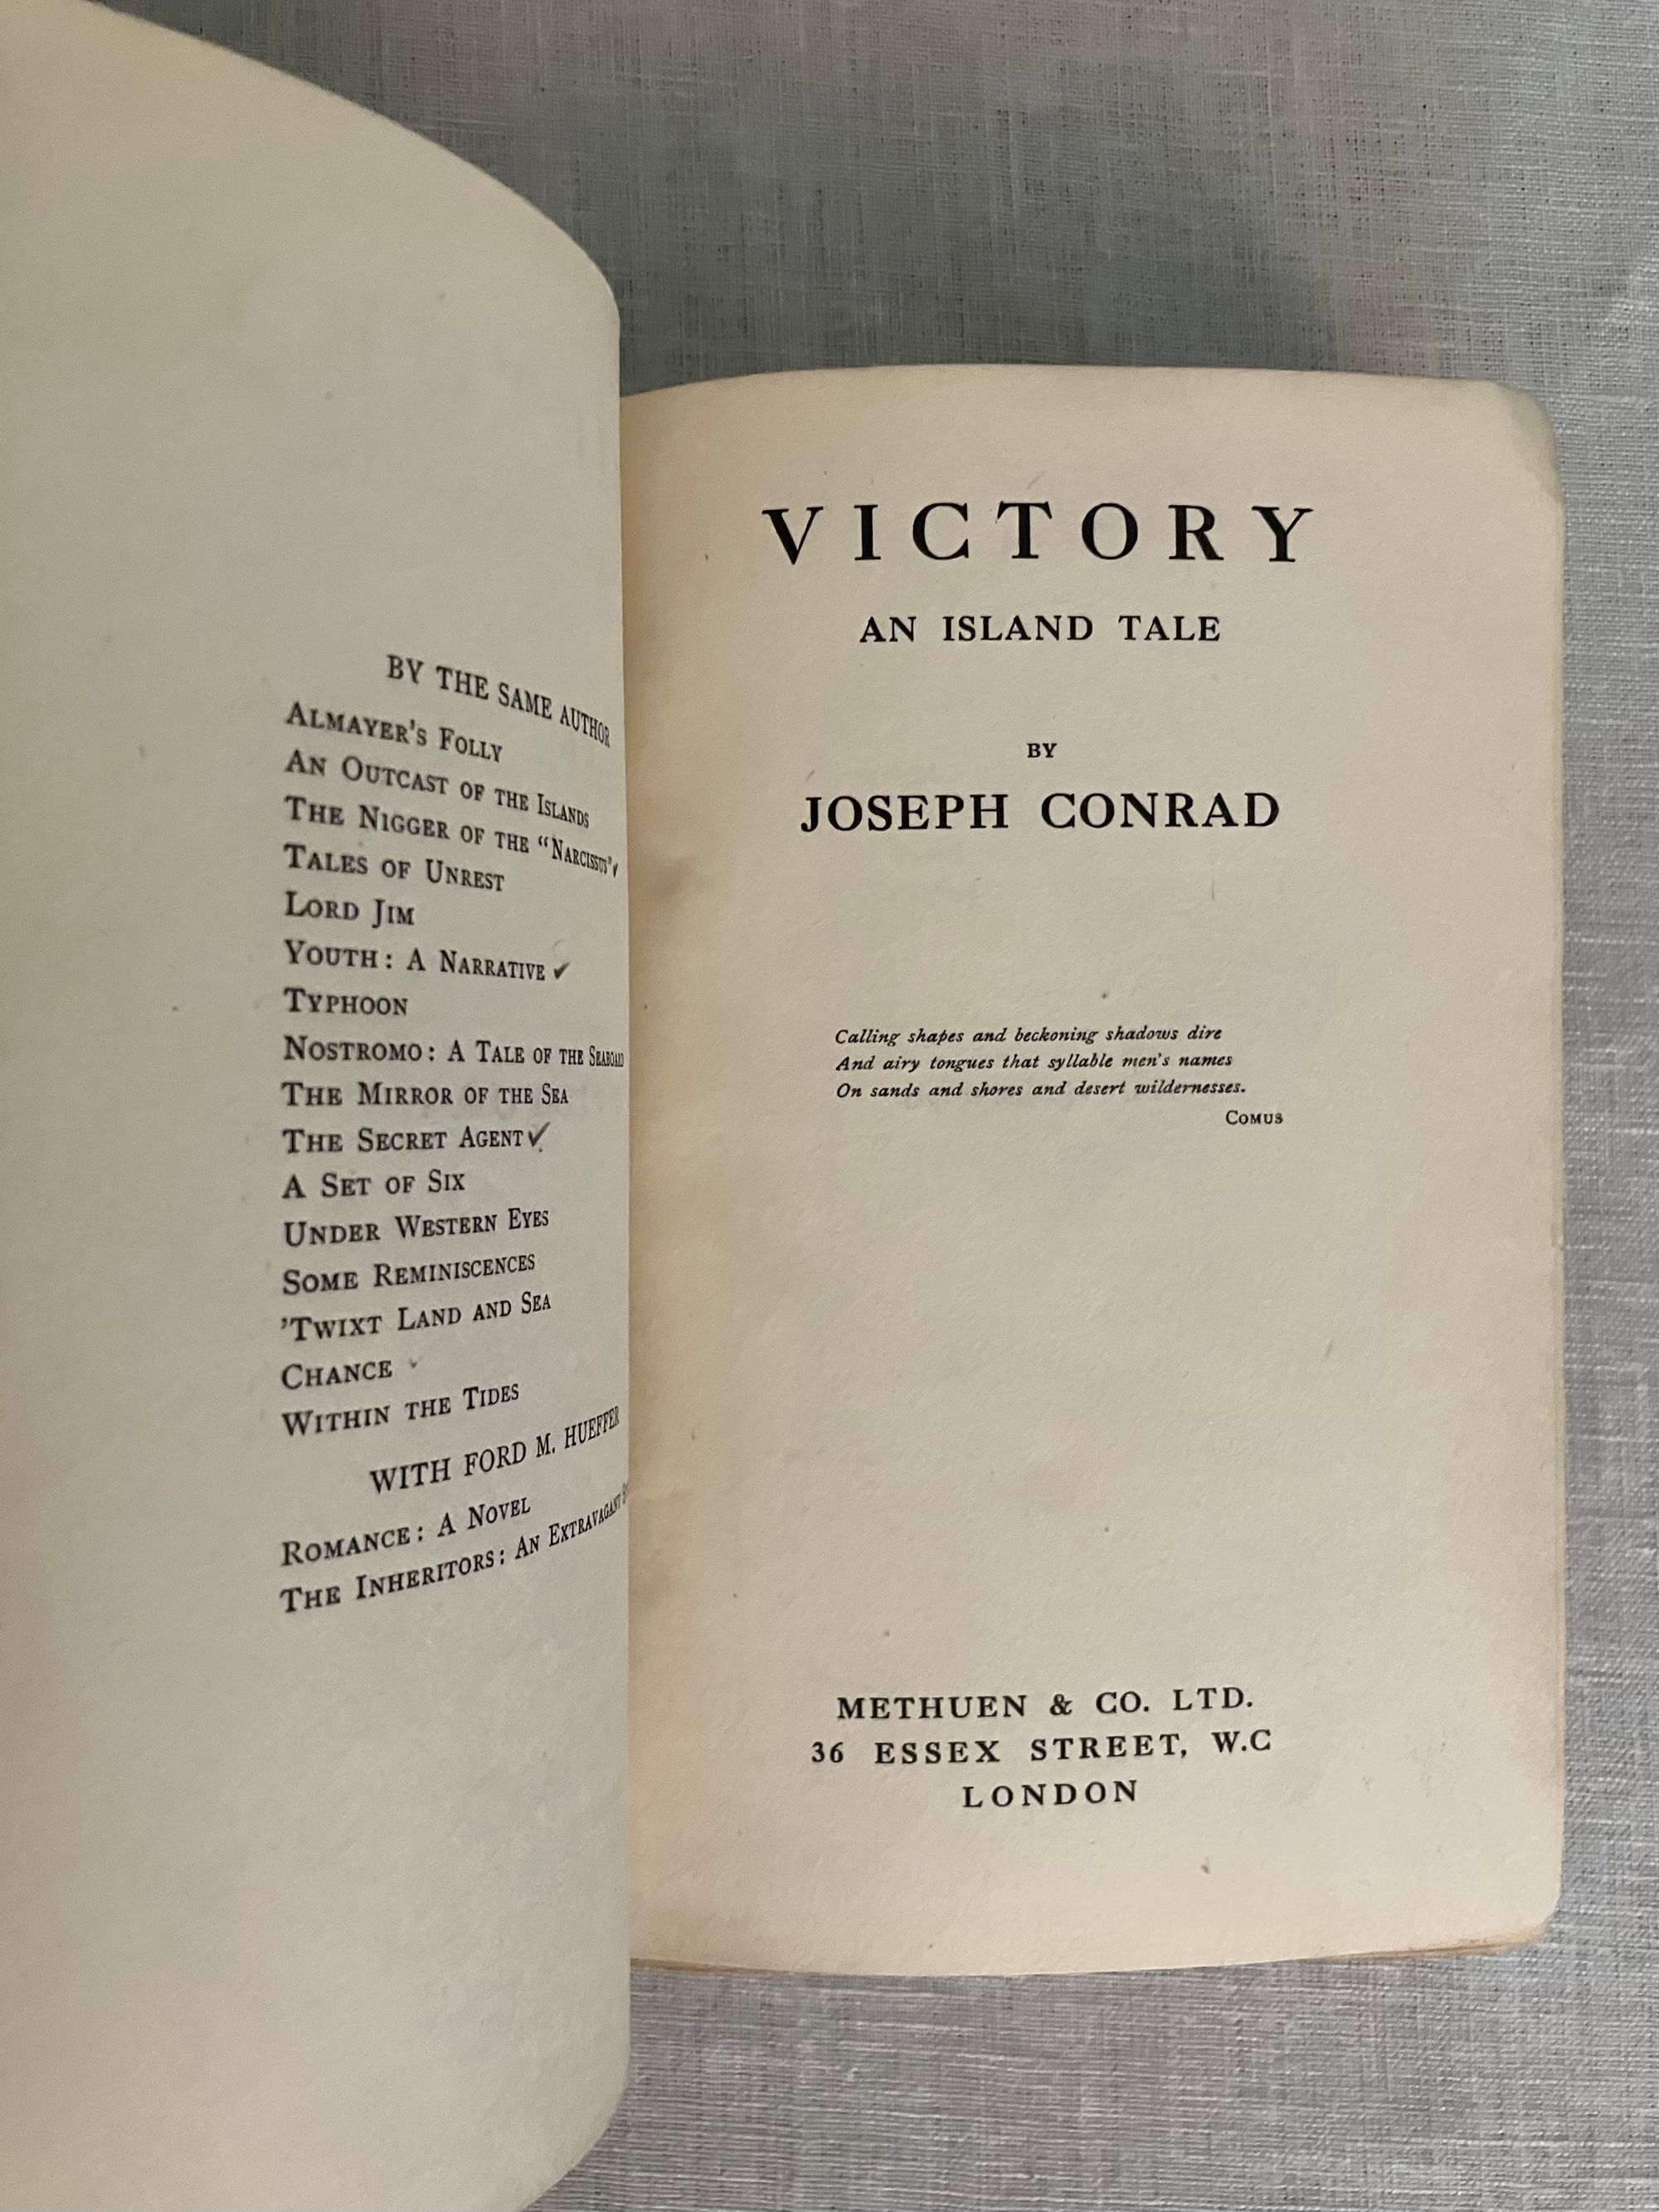 BY THE SAME AUTHOR
ALMAYER'S FOLLY
AN OUTCAST OF THE ISLANDS
THE NIGGER OF THE "NARCISSUS"
TALES OF UNREST
LORD JIM
YOUTH: A NARRATIVE ✓
TYPHOON
NOSTROMO: A TALE OF THE SEABOARD
THE MIRROR OF THE SEA
THE SECRET AGENT ✓
A SET OF SIX
UNDER WESTERN EYES
SOME REMINISCENCES
'TWIXT LAND AND SEA
CHANCE
WITHIN THE TIDES
WITH FORD M. HUEFFER
ROMANCE: A NOVEL
THE INHERITORS: AN EXTRAVAGANT
VICTORY
AN ISLAND TALE
BY
JOSEPH CONRAD
Calling shapes and beckoning shadows dire
And airy tongues that syllable men's names
On sands and shores and desert wildernesses.
COMUS
METHUEN & CO. LTD.
36 ESSEX STREET, W.C
LONDON